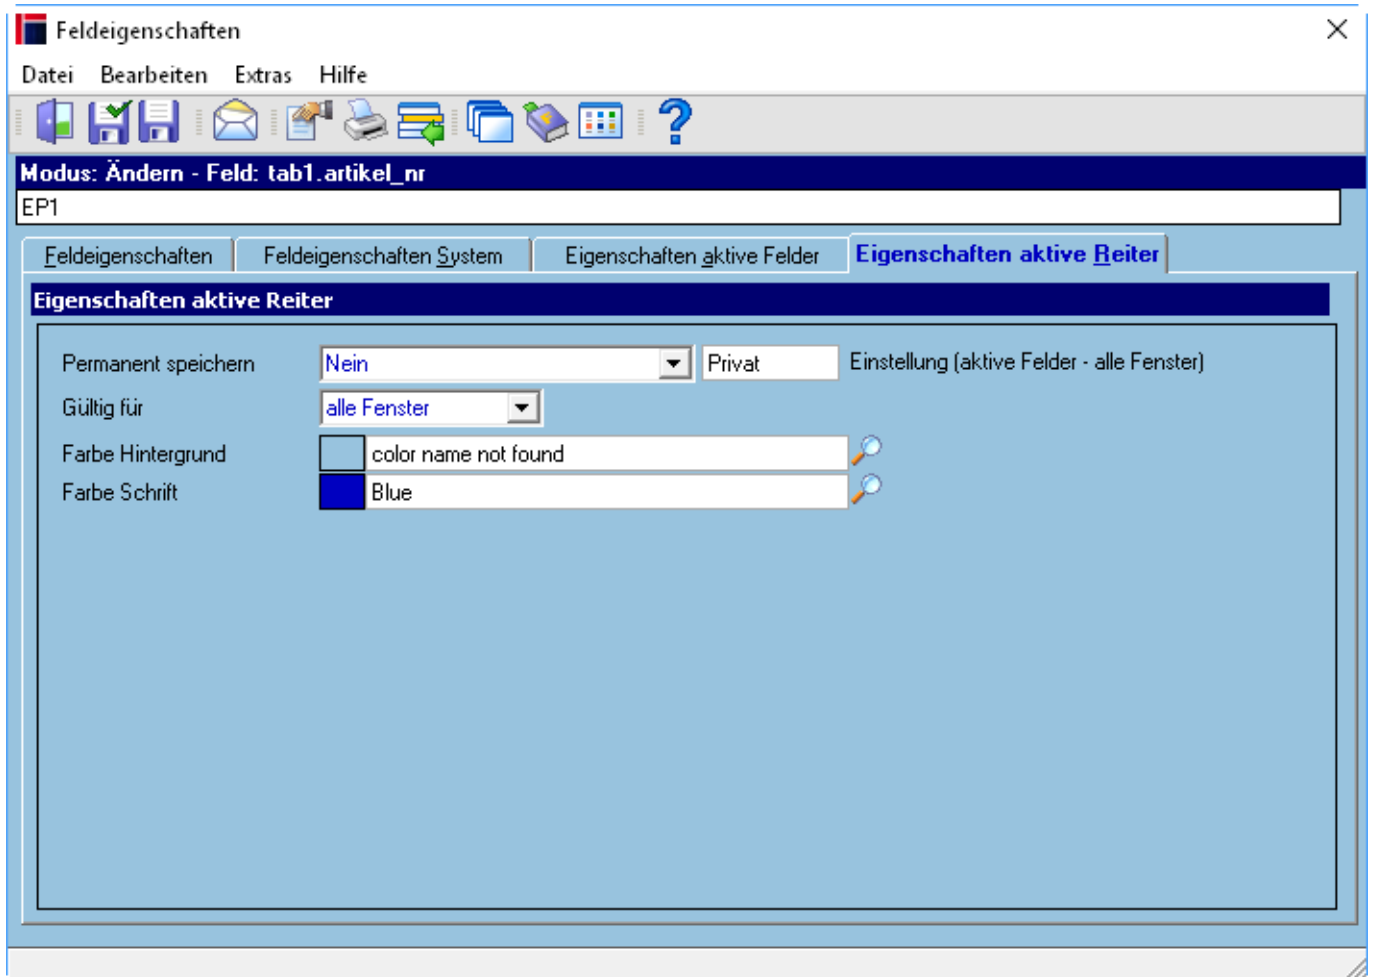 Feldeigenschaften
Datei Bearbeiten Extras Hilfe
Modus: Ändern - Feld: tab1.artikel_nr
EP1
Feldeigenschaften Feldeigenschaften System Eigenschaften aktive Felder Eigenschaften aktive Reiter
Eigenschaften aktive Reiter
Permanent speichern Nein Privat Einstellung (aktive Felder - alle Fenster)
Gültig für alle Fenster
Farbe Hintergrund color name not found
Farbe Schrift Blue